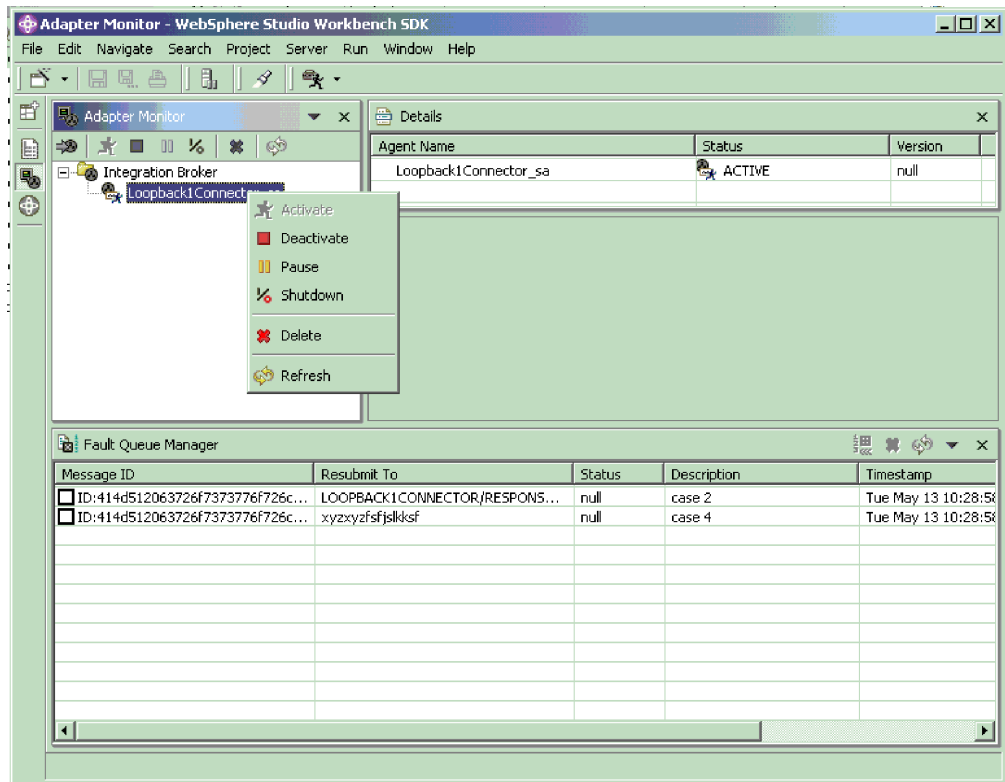 Adapter Monitor - WebSphere Studio Workbench SDK
File Edit Navigate Search Project Server Run Window Help
Adapter Monitor
Integration Broker
Loopback1Connector_sa
Activate
Deactivate
Pause
Shutdown
Delete
Refresh
Details
Agent Name Status Version
Loopback1Connector_sa ACTIVE null
Fault Queue Manager
Message ID Resubmit To Status Description Timestamp
ID:414d512063726f7373776f726c... LOOPBACK1CONNECTOR/RESPONS... null case 2 Tue May 13 10:28:58
ID:414d512063726f7373776f726c... xyzxyzfsfjslkksf null case 4 Tue May 13 10:28:58